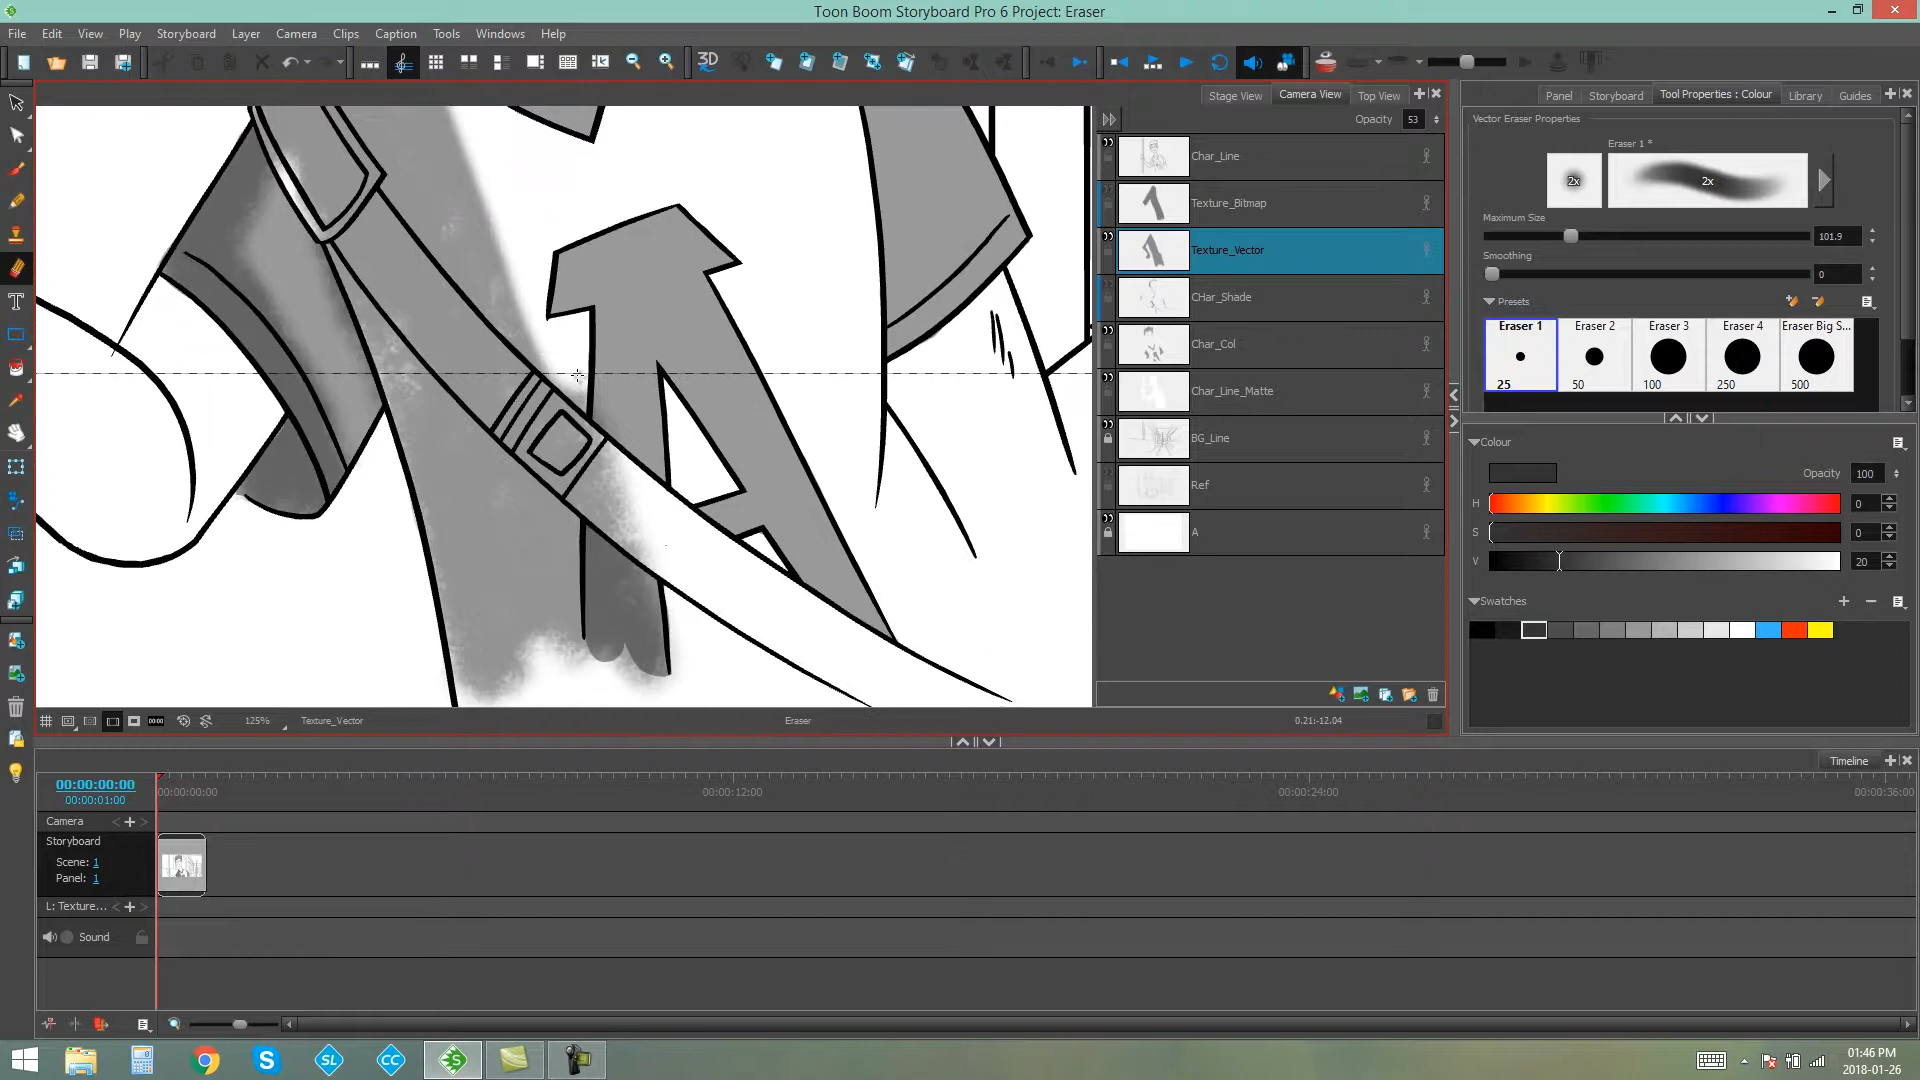 Toon Boom Storyboard Pro 6 Project: Eraser
File Edit View Play Storyboard Layer Camera Clips Caption Tools Windows Help
3D
Stage View Camera View Top View
Panel Storyboard Tool Properties : Colour Library Guides
Opacity 53
Char_Line
Texture_Bitmap
Texture_Vector
CHar_Shade
Char_Col
Char_Line_Matte
BG_Line
Ref
A
Vector Eraser Properties
Eraser 1 *
2x 2x
Maximum Size
101.9
Smoothing
0
Presets
Eraser 1 Eraser 2 Eraser 3 Eraser 4 Eraser Big S...
25 50 100 250 500
Colour
Opacity 100
H 0
S 0
V 20
Swatches
125% Texture_Vector Eraser 0.21:-12.04
Timeline
00:00:00:00
00:00:01:00
00:00:00:00 00:00:12:00 00:00:24:00 00:00:36:00
Camera
Storyboard
Scene: 1
Panel: 1
L: Texture...
Sound
01:46 PM
2018-01-26